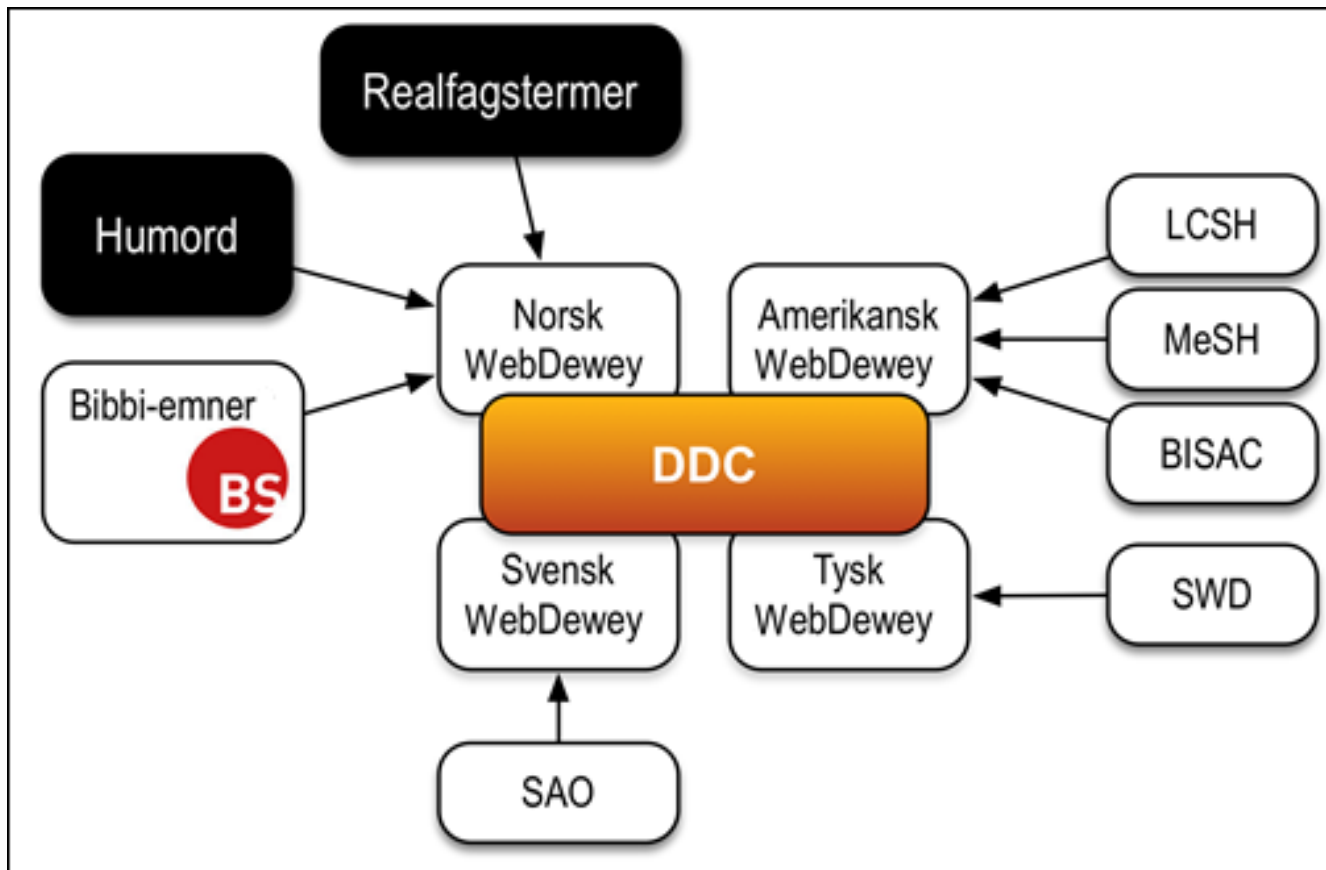 Realfagstermer
Humord
LCSH
Norsk
WebDewey
Amerikansk
WebDewey
MeSH
Bibbi-emner
BS
BISAC
DDC
Svensk
WebDewey
Tysk
WebDewey
SWD
SAO